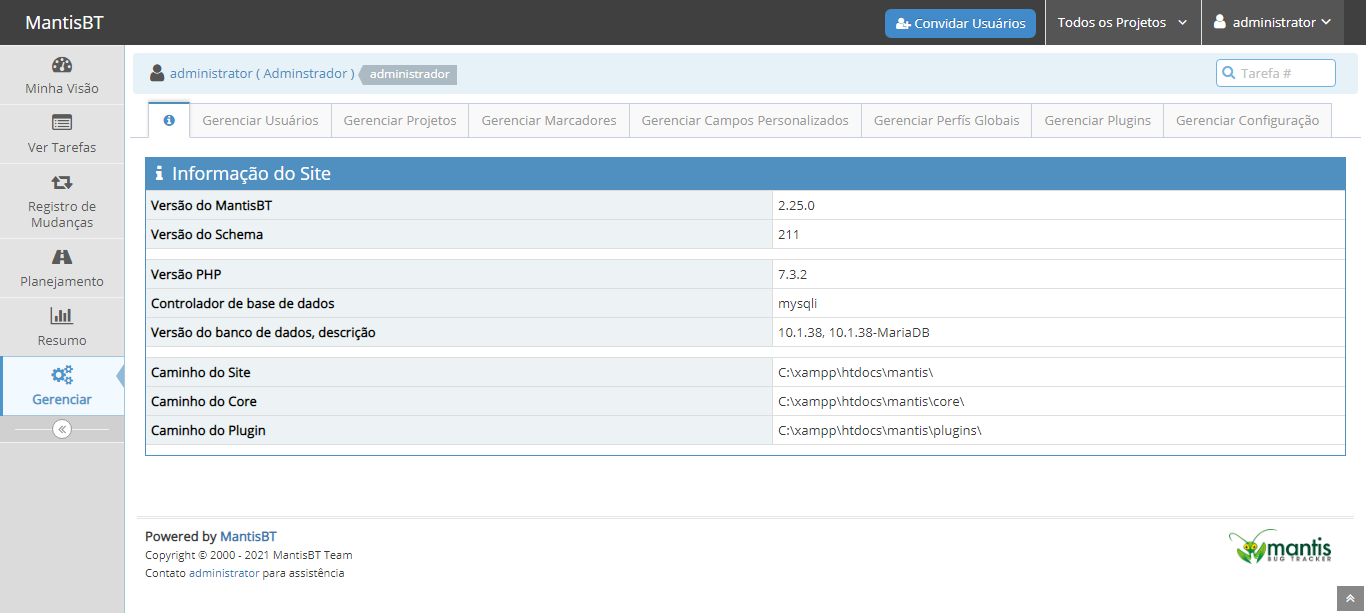 MantisBT
Convidar Usuários
Todos os Projetos
administrator
Minha Visão
Ver Tarefas
Registro de
Mudanças
Planejamento
Resumo
Gerenciar
administrator ( Adminstrador ) administrador
Tarefa #
Gerenciar Usuários
Gerenciar Projetos
Gerenciar Marcadores
Gerenciar Campos Personalizados
Gerenciar Perfís Globais
Gerenciar Plugins
Gerenciar Configuração
Informação do Site
Versão do MantisBT 2.25.0
Versão do Schema 211
Versão PHP 7.3.2
Controlador de base de dados mysqli
Versão do banco de dados, descrição 10.1.38, 10.1.38-MariaDB
Caminho do Site C:\xampp\htdocs\mantis\
Caminho do Core C:\xampp\htdocs\mantis\core\
Caminho do Plugin C:\xampp\htdocs\mantis\plugins\
Powered by MantisBT
Copyright © 2000 - 2021 MantisBT Team
Contato administrator para assistência
mantis
BUG TRACKER